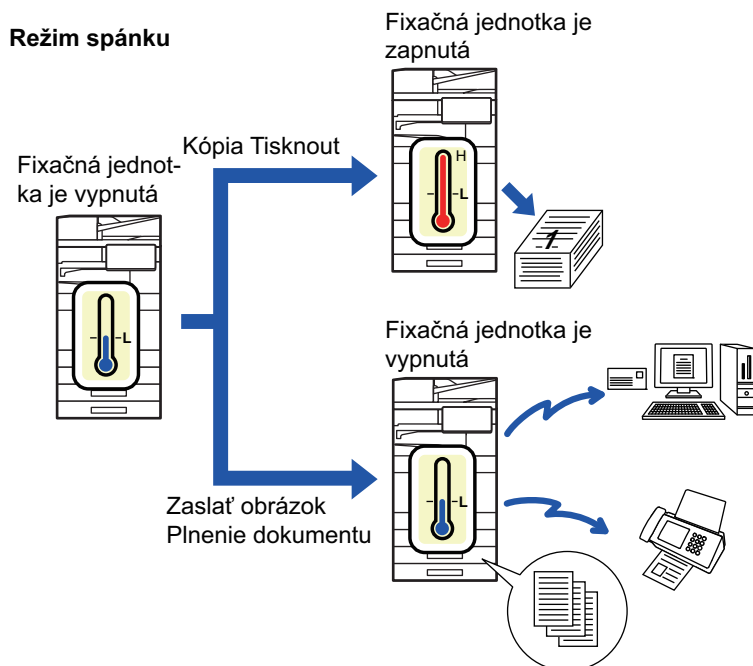 Režim spánku
Fixačná jednotka je
zapnutá
Kópia Tisknout
Fixačná jednot-
ka je vypnutá
H
L
1
L
Fixačná jednotka je
vypnutá
L
Zaslať obrázok
Plnenie dokumentu